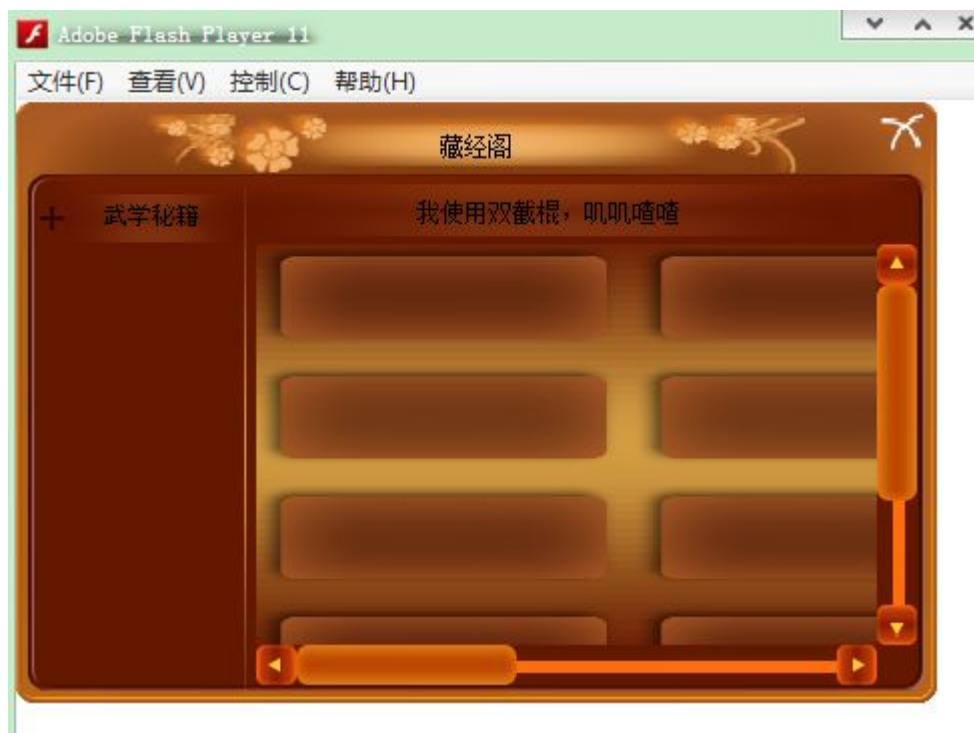 Adobe Flash Player 11
文件(F) 查看(V) 控制(C) 帮助(H)
藏经阁
武学秘籍
我使用双截棍，叽叽喳喳